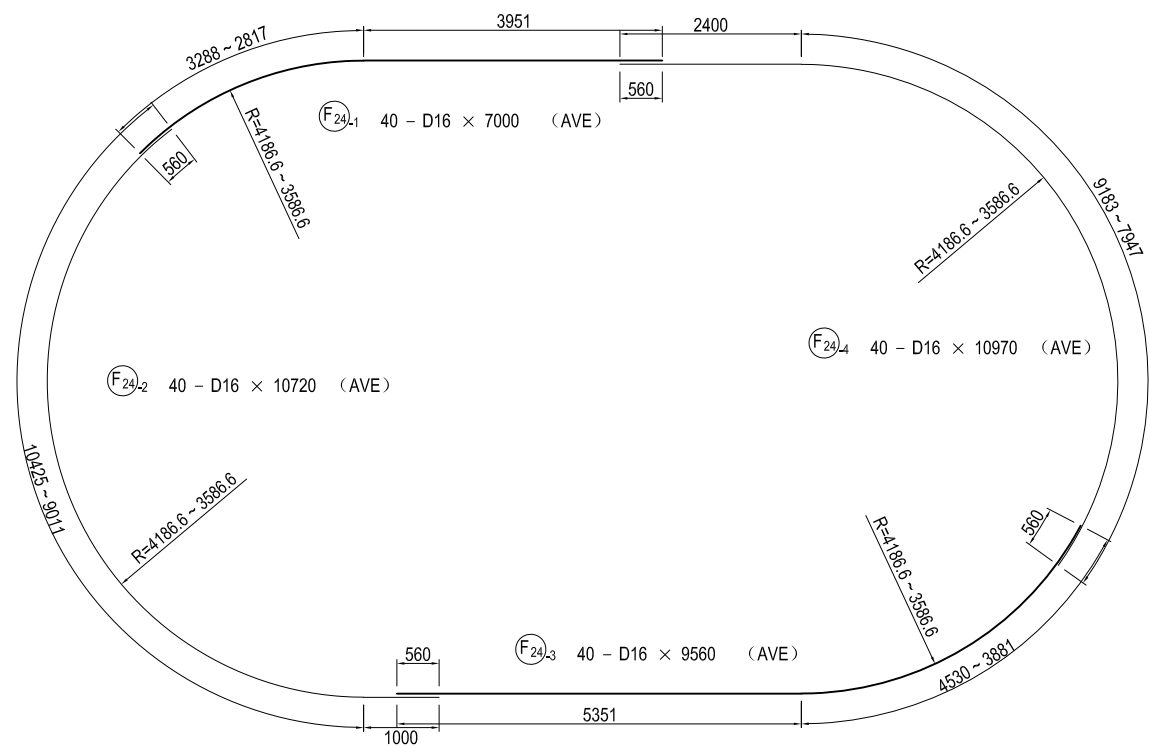 3951
2400
3288 ~ 2817
560
F24-1 40 – D16 × 7000 （AVE）
560
R=4186.6 ~ 3586.6
R=4186.6 ~ 3586.6
9183 ~ 7947
F24-4 40 – D16 × 10970 （AVE）
F24-2 40 – D16 × 10720 （AVE）
10425 ~ 9011
R=4186.6 ~ 3586.6
560
R=4186.6 ~ 3586.6
560
F24-3 40 – D16 × 9560 （AVE）
4530 ~ 3881
5351
1000